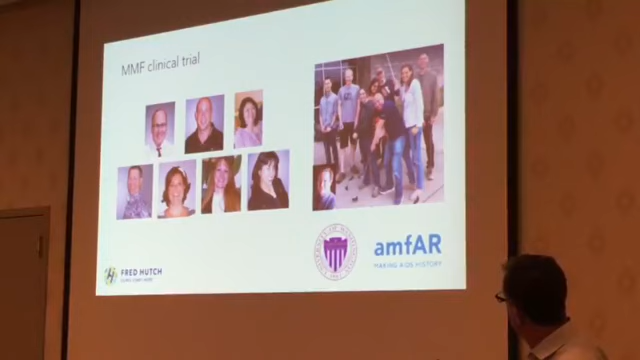 MMF clinical trial
amfAR
MAKING AIDS HISTORY
FRED HUTCH